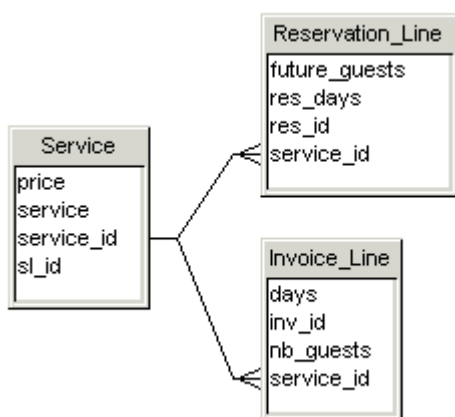 Reservation_Line
future_guests
res_days
res_id
service_id
Service
price
service
service_id
sl_id
Invoice_Line
days
inv_id
nb_guests
service_id